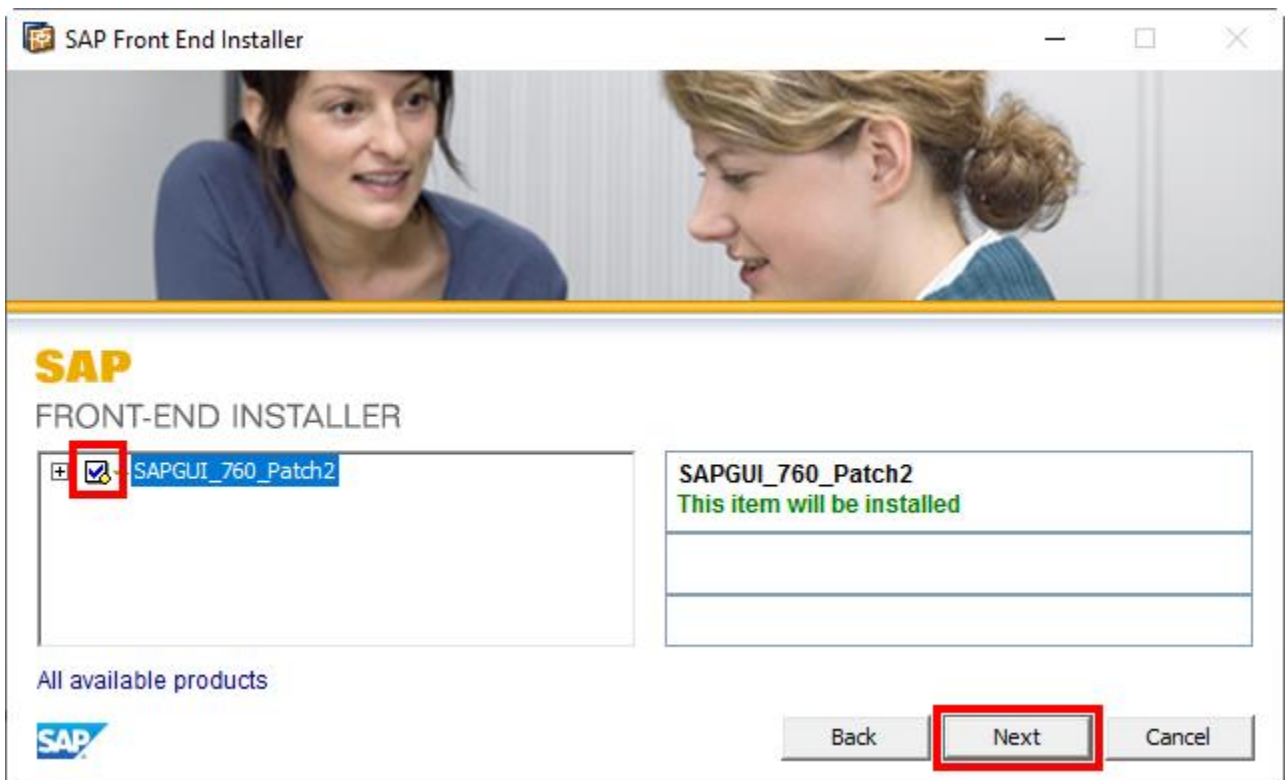 SAP Front End Installer
SAP
FRONT-END INSTALLER
SAPGUI_760_Patch2
SAPGUI_760_Patch2
This item will be installed
All available products
SAP
Back
Next
Cancel